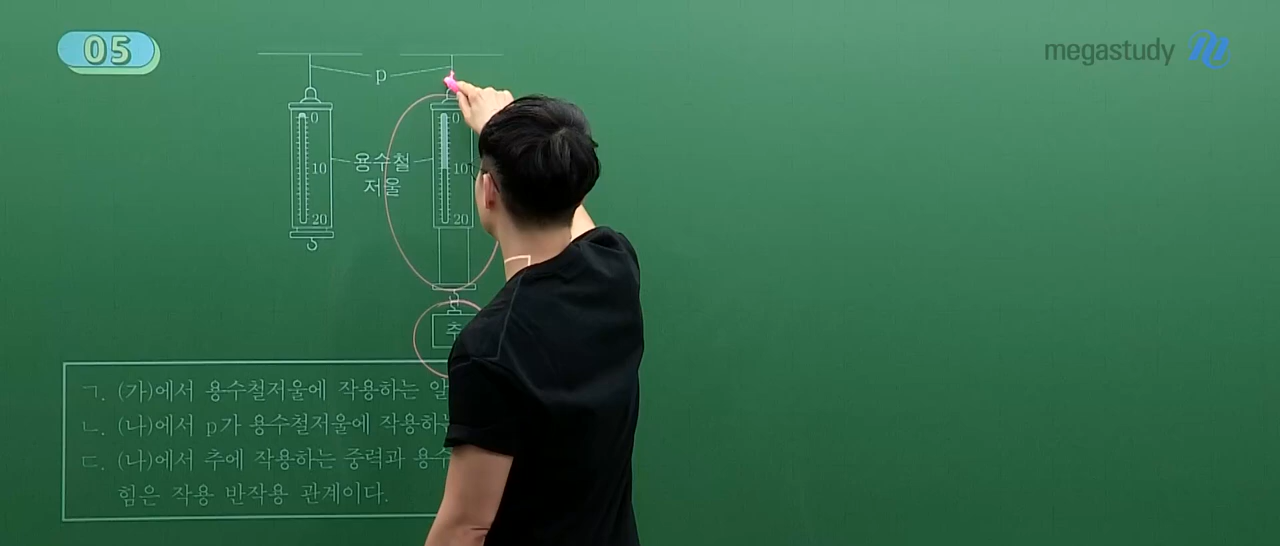 05
megastudy
p
0
0
10
용수철
저울
10
20
20
추
ㄱ. (가)에서 용수철저울에 작용하는 알
ㄴ. (나)에서 p가 용수철저울에 작용하는
ㄷ. (나)에서 추에 작용하는 중력과 용수
힘은 작용 반작용 관계이다.